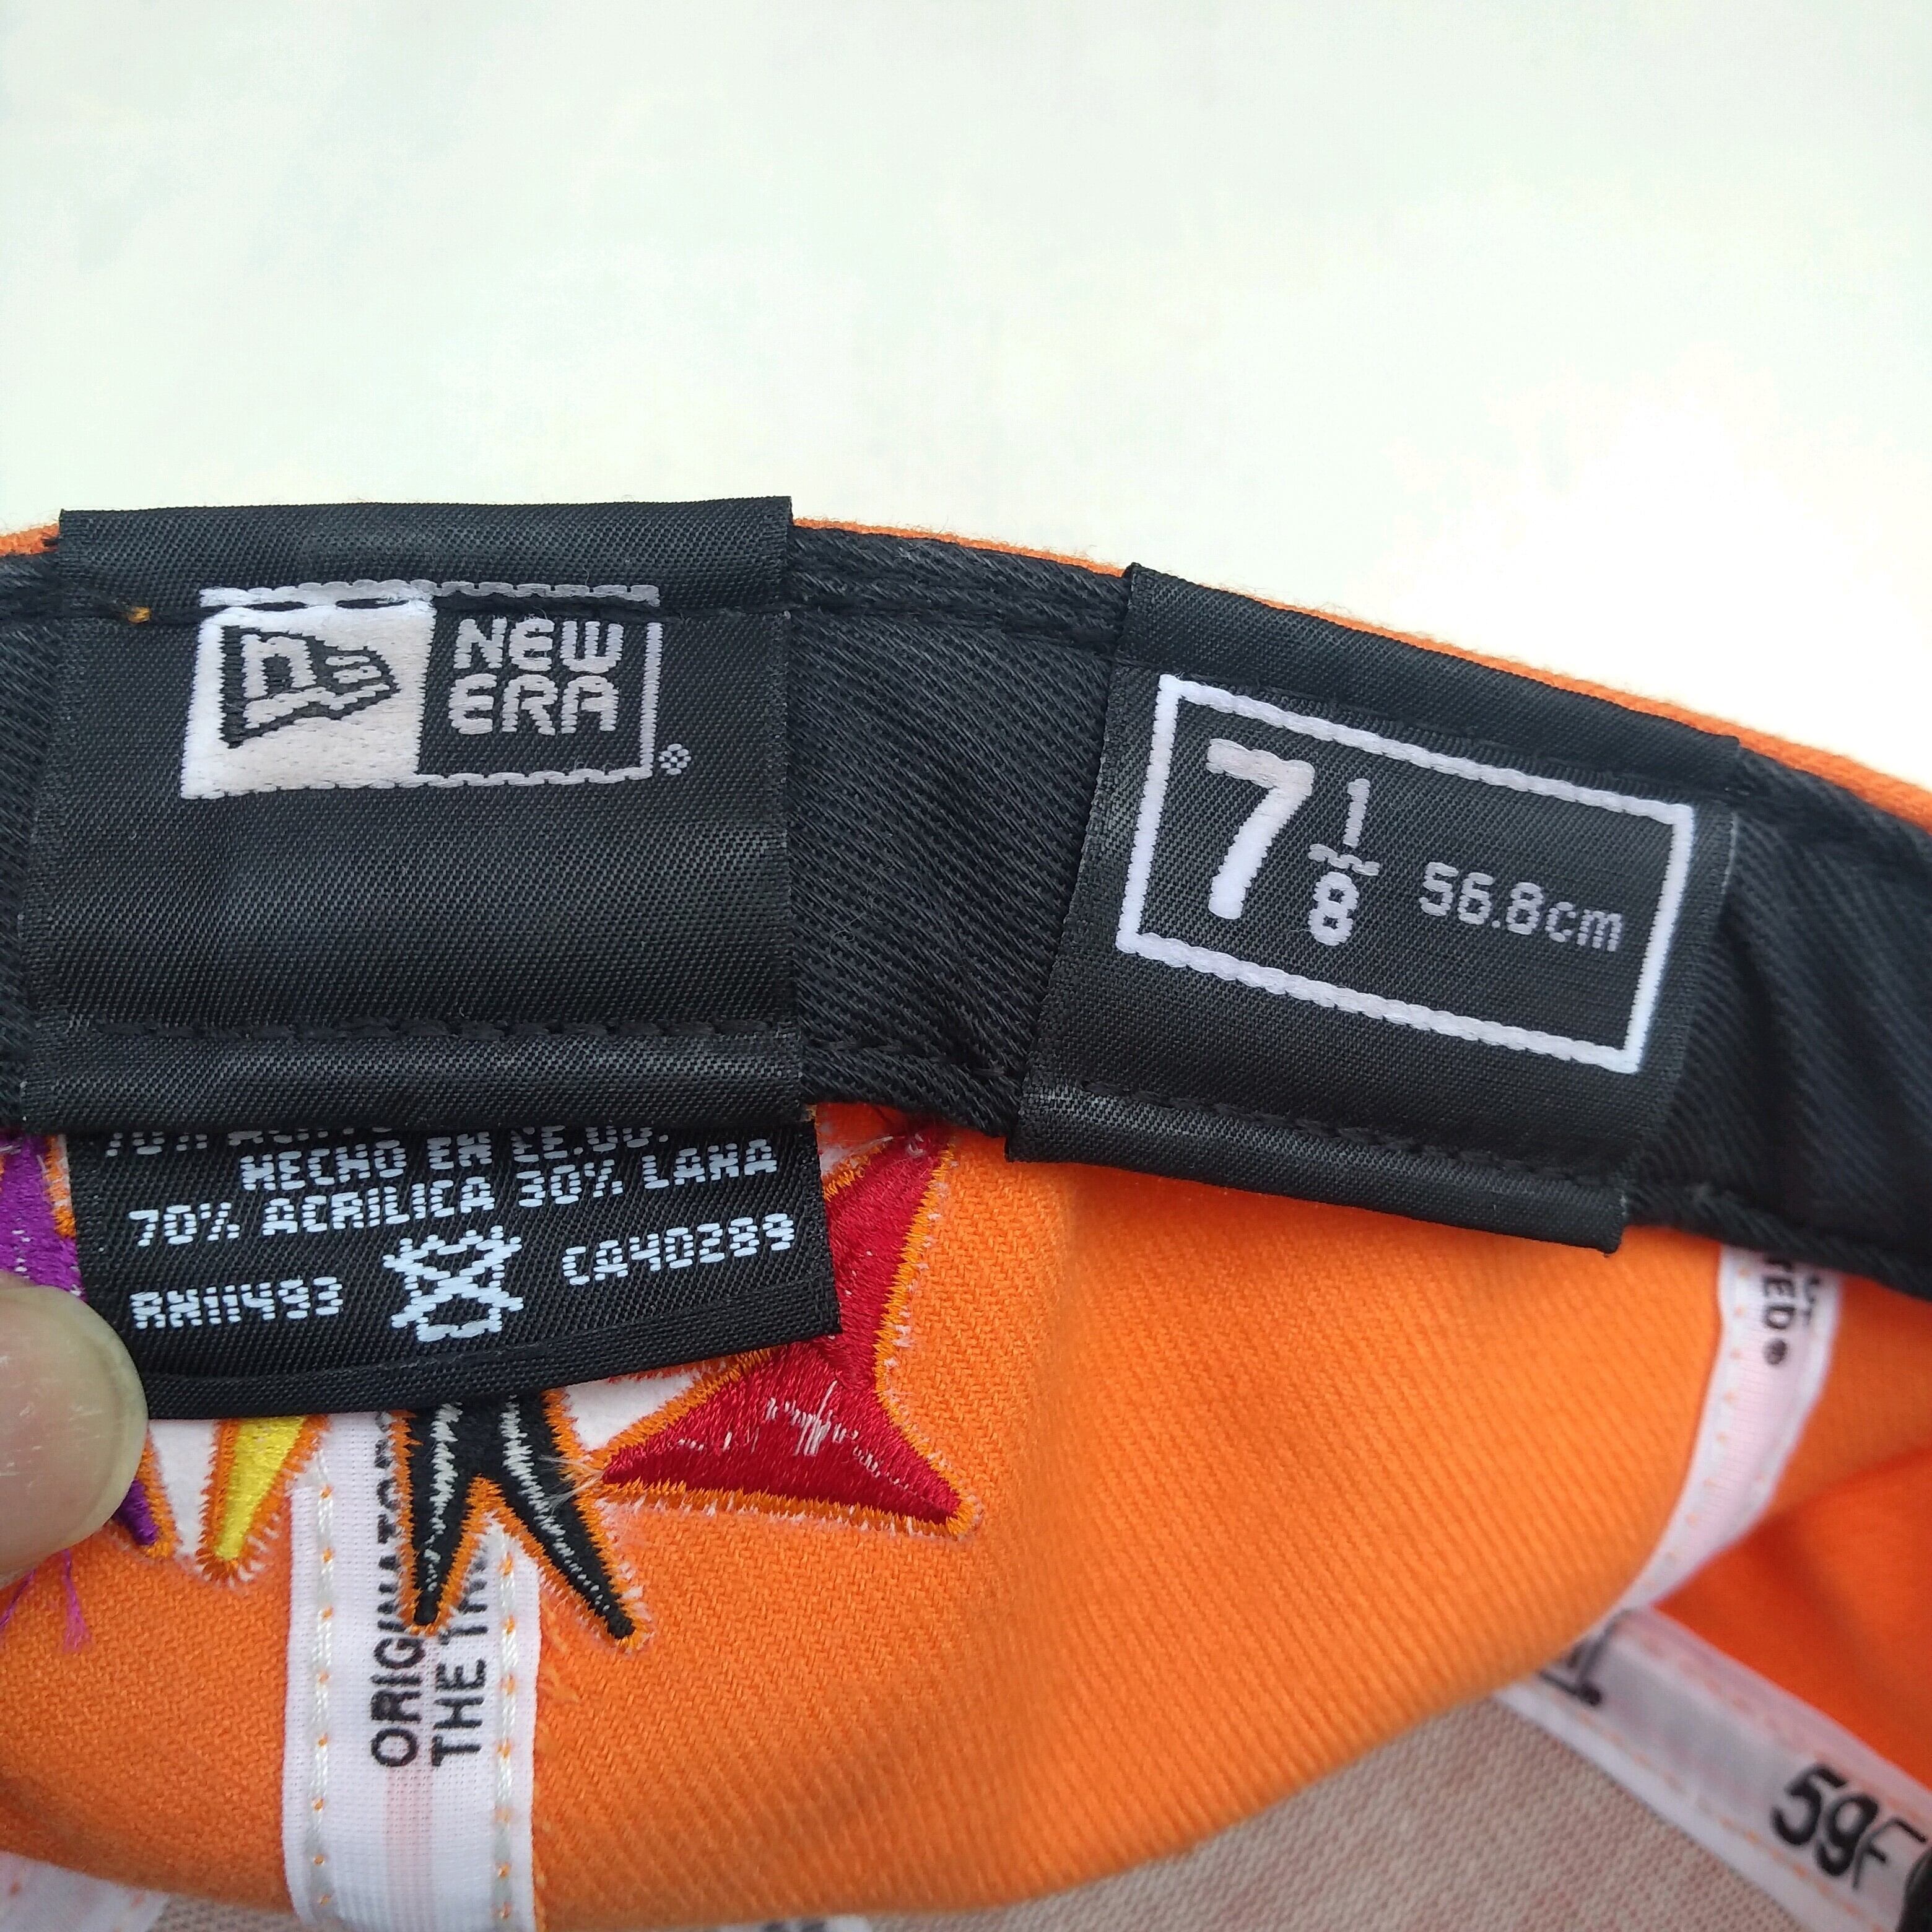 NEW
ERA
7 1/8 56.8cm
HECHO EN EE.UU.
70% ACRILICA 30% LANA
RN11493
CA40289
ORIGINATOR
THE
59F